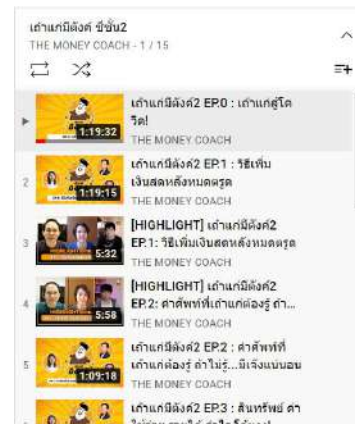 เถ้าแก่มีตังค์ ซีซั่น2
THE MONEY COACH - 1 / 15
เถ้าแก่มีตังค์2 EP.0 : เถ้าแก่สู้โค
วิด!
1:19:32
THE MONEY COACH
2
เถ้าแก่มีตังค์2 EP.1 : วิธีเพิ่ม
เงินสดหลังหมดตรุด
1:19:15
THE MONEY COACH
3
[HIGHLIGHT] เถ้าแก่มีตังค์2
EP.1: วิธีเพิ่มเงินสดหลังหมดตรุด
5:32
THE MONEY COACH
4
[HIGHLIGHT] เถ้าแก่มีตังค์2
EP.2: คำศัพท์ที่เถ้าแก่ต้องรู้ ถ้า...
5:58
THE MONEY COACH
5
เถ้าแก่มีตังค์2 EP.2 : คำศัพท์ที่
เถ้าแก่ต้องรู้ ถ้าไม่รู้...มีเจ๊งแน่นอน
1:09:18
THE MONEY COACH
เถ้าแก่มีตังค์2 EP.3 : สินทรัพย์ ค่า